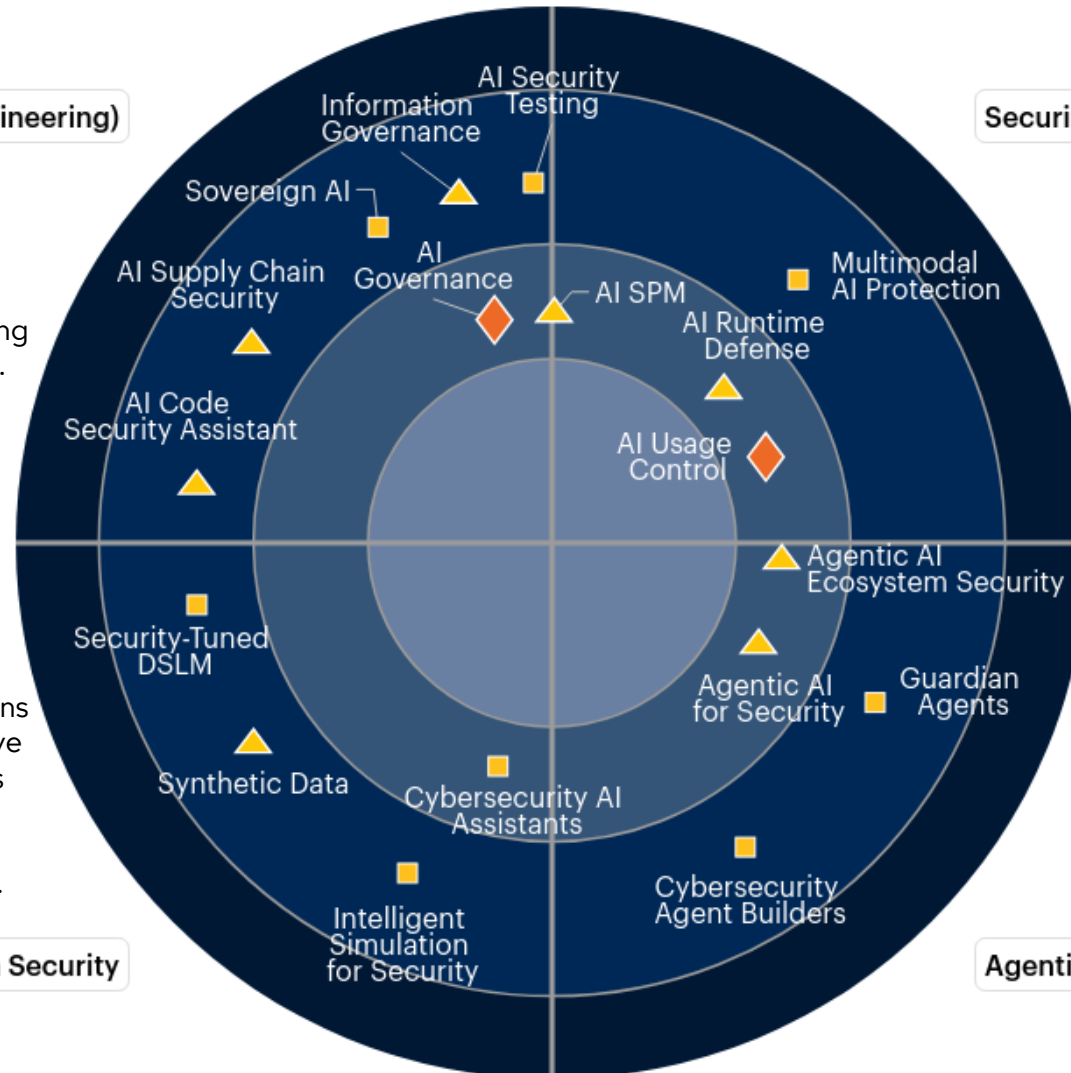 AI Security
Testing
Information
Governance
ineering)
Securi
Sovereign AI
AI
Governance
AI Supply Chain
Security
AI SPM
Multimodal
AI Protection
AI Runtime
Defense
ng
.
AI Code
Security Assistant
AI Usage
Control
Agentic AI
Ecosystem Security
Security-Tuned
DSLM
Agentic AI
for Security
Guardian
Agents
ns
ve
s
Synthetic Data
Cybersecurity AI
Assistants
.
Cybersecurity
Agent Builders
Intelligent
Simulation
for Security
Security
Agenti